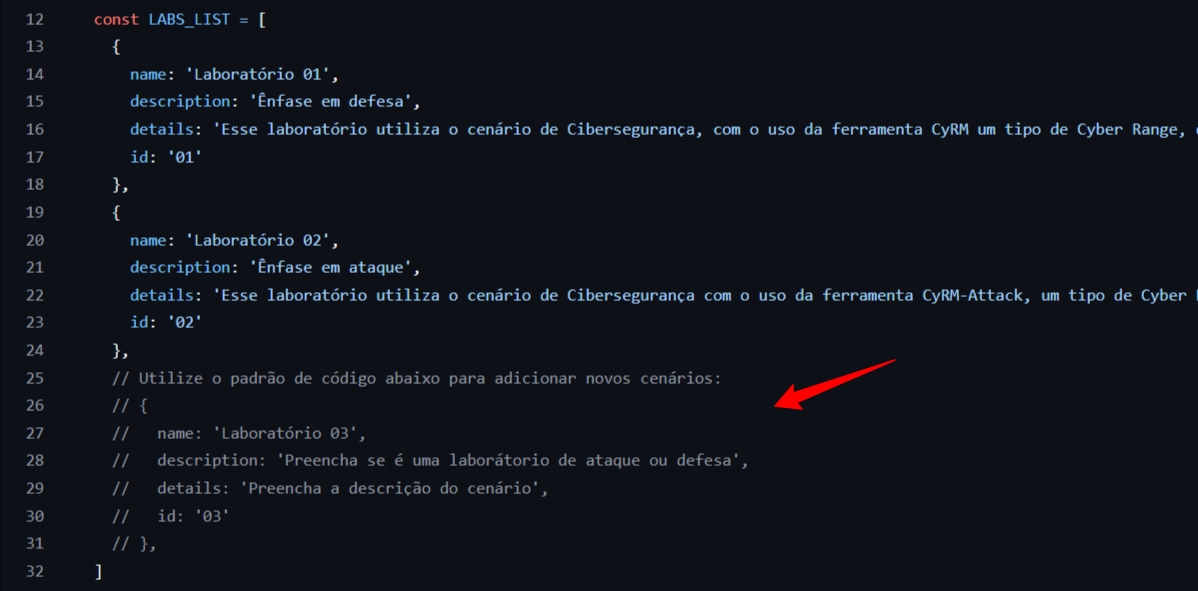 12 const LABS_LIST = [
13 {
14 name: 'Laboratório 01',
15 description: 'Ênfase em defesa',
16 details: 'Esse laboratório utiliza o cenário de Cibersegurança, com o uso da ferramenta CyRM um tipo de Cyber Range,
17 id: '01'
18 },
19 {
20 name: 'Laboratório 02',
21 description: 'Ênfase em ataque',
22 details: 'Esse laboratório utiliza o cenário de Cibersegurança com o uso da ferramenta CyRM-Attack, um tipo de Cyber
23 id: '02'
24 },
25 // Utilize o padrão de código abaixo para adicionar novos cenários:
26 // {
27 // name: 'Laboratório 03',
28 // description: 'Preencha se é uma laborátorio de ataque ou defesa',
29 // details: 'Preencha a descrição do cenário',
30 // id: '03'
31 // },
32 ]